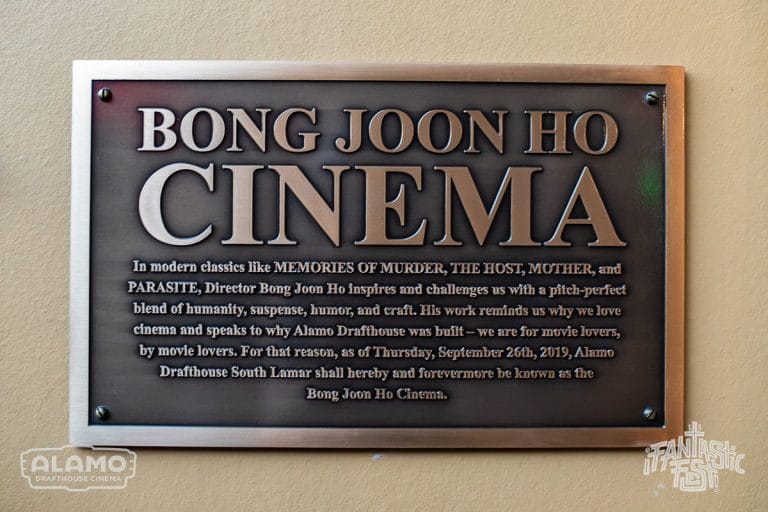 BONG JOON HO
CINEMA
In modern classics like MEMORIES OF MURDER, THE HOST, MOTHER, and
PARASITE, Director Bong Joon Ho inspires and challenges us with a pitch-perfect
blend of humanity, suspense, humor, and craft. His work reminds us why we love
cinema and speaks to why Alamo Drafthouse was built – we are for movie lovers,
by movie lovers. For that reason, as of Thursday, September 26th, 2019, Alamo
Drafthouse South Lamar shall hereby and forevermore be known as the
Bong Joon Ho Cinema.
ALAMO
DRAFTHOUSE CINEMA
¡FANTASTIC
FEST!